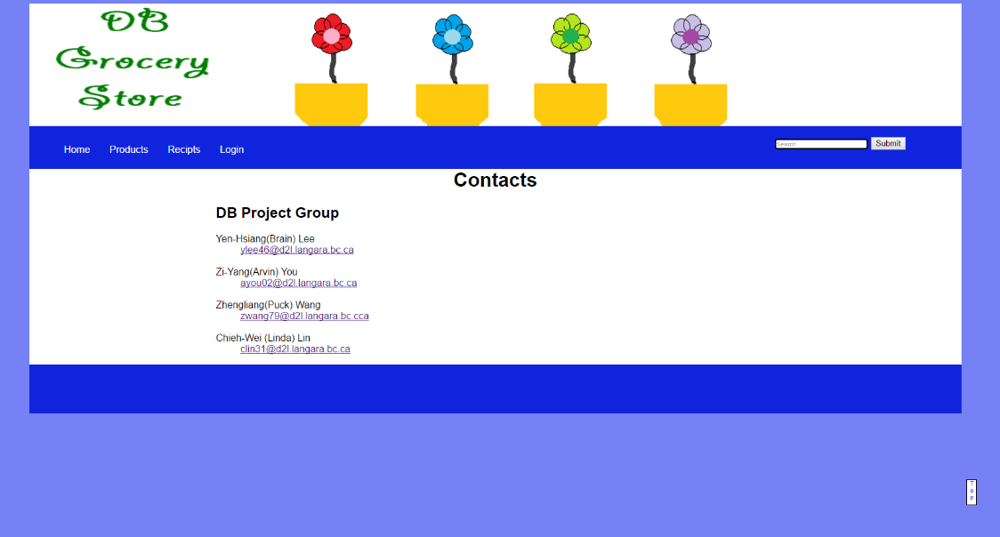 DB
Grocery
Store
Home Products Recipts Login
Search Submit
Contacts
DB Project Group
Yen-Hsiang(Brain) Lee
ylee46@d2l.langara.bc.ca
Zi-Yang(Arvin) You
ayou02@d2l.langara.bc.ca
Zhengliang(Puck) Wang
zwang79@d2l.langara.bc.cca
Chieh-Wei (Linda) Lin
clin31@d2l.langara.bc.ca
T
o
p